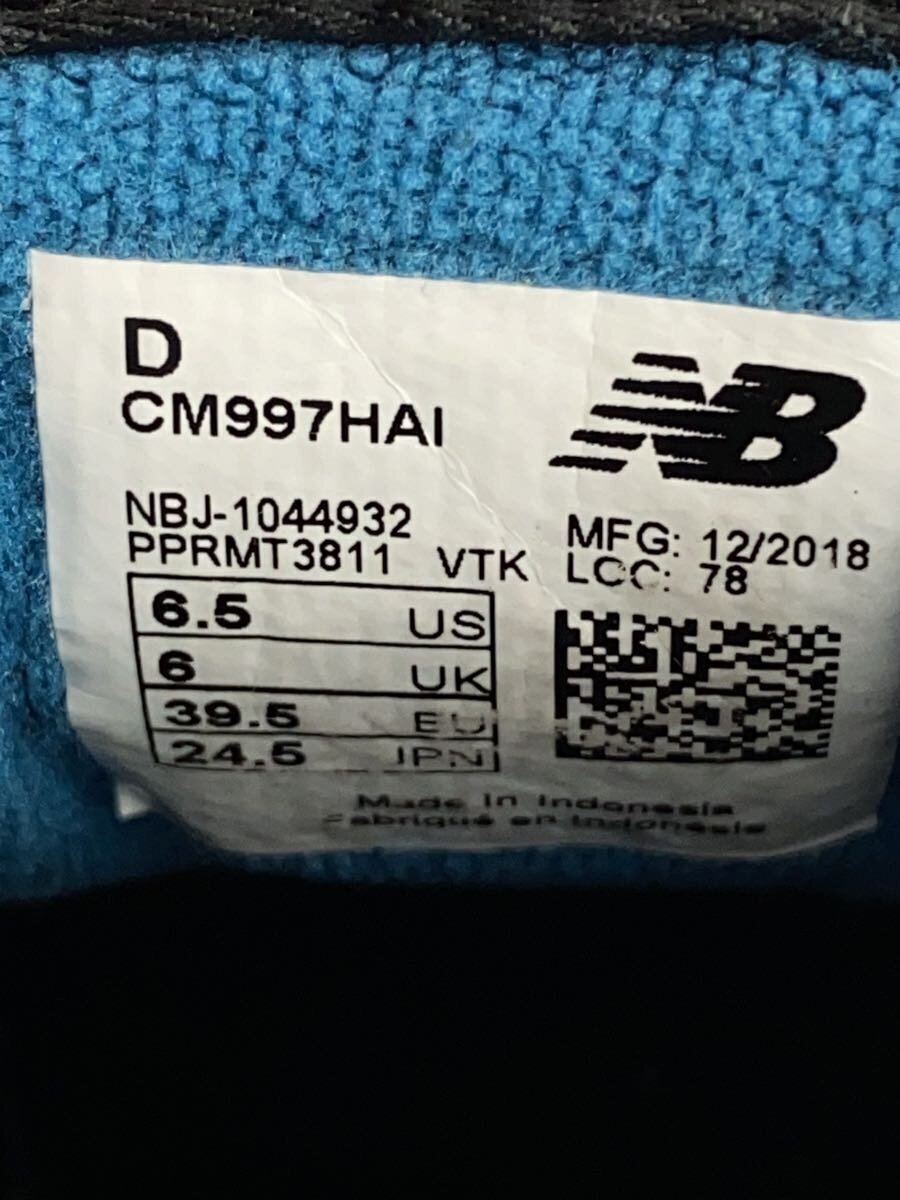 D
CM997HAI
NB
NBJ-1044932
PPRMT3811 VTK
MFG: 12/2018
LCC: 78
6.5 US
6 UK
39.5 EU
24.5 JPN
Made in Indonesia
Fabriqué en Indonésie